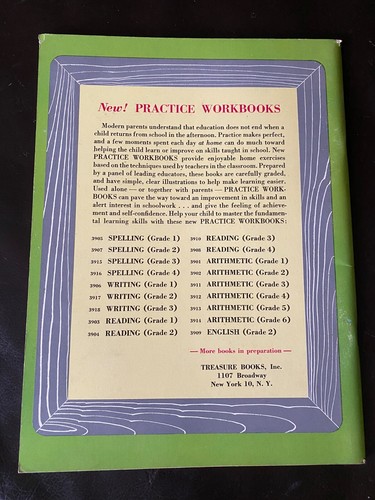 New! PRACTICE WORKBOOKS
Modern parents understand that education does not end when a
child returns from school in the afternoon. Practice makes perfect,
and a few moments spent each day at home can do much toward
helping the child learn or improve on skills taught in school. New
PRACTICE WORKBOOKS provide enjoyable home exercises
based on the techniques used by teachers in the classroom. Prepared
by a panel of leading educators, these books are carefully graded,
and have simple, clear illustrations to help make learning easier.
Used alone — or together with parents — PRACTICE WORK-
BOOKS can pave the way toward an improvement in skills and an
alert interest in schoolwork . . . and give the feeling of achieve-
ment and self-confidence. Help your child to master the fundamen-
tal learning skills with these new PRACTICE WORKBOOKS:
3905 SPELLING (Grade 1)
3907 SPELLING (Grade 2)
3915 SPELLING (Grade 3)
3916 SPELLING (Grade 4)
3906 WRITING (Grade 1)
3917 WRITING (Grade 2)
3918 WRITING (Grade 3)
3903 READING (Grade 1)
3904 READING (Grade 2)
3910 READING (Grade 3)
3908 READING (Grade 4)
3901 ARITHMETIC (Grade 1)
3902 ARITHMETIC (Grade 2)
3911 ARITHMETIC (Grade 3)
3912 ARITHMETIC (Grade 4)
3913 ARITHMETIC (Grade 5)
3914 ARITHMETIC (Grade 6)
3909 ENGLISH (Grade 2)
— More books in preparation —
TREASURE BOOKS, Inc.
1107 Broadway
New York 10, N. Y.